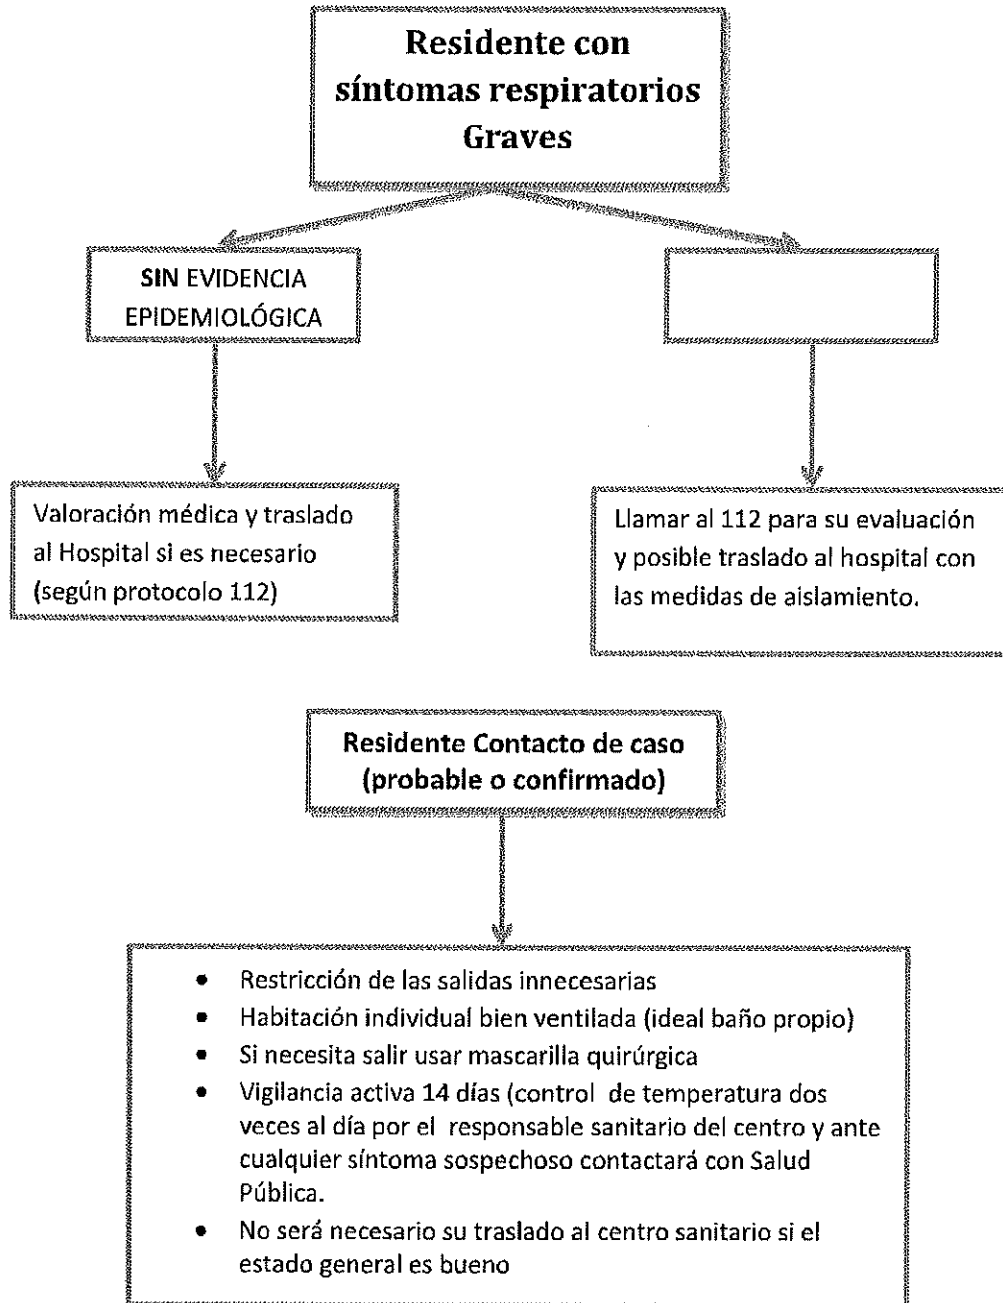 Residente con
síntomas respiratorios
Graves
SIN EVIDENCIA
EPIDEMIOLÓGICA
Valoración médica y traslado
al Hospital si es necesario
(según protocolo 112)
Llamar al 112 para su evaluación
y posible traslado al hospital con
las medidas de aislamiento.
Residente Contacto de caso
(probable o confirmado)
• Restricción de las salidas innecesarias
• Habitación individual bien ventilada (ideal baño propio)
• Si necesita salir usar mascarilla quirúrgica
• Vigilancia activa 14 días (control de temperatura dos
veces al día por el responsable sanitario del centro y ante
cualquier síntoma sospechoso contactará con Salud
Pública.
• No será necesario su traslado al centro sanitario si el
estado general es bueno